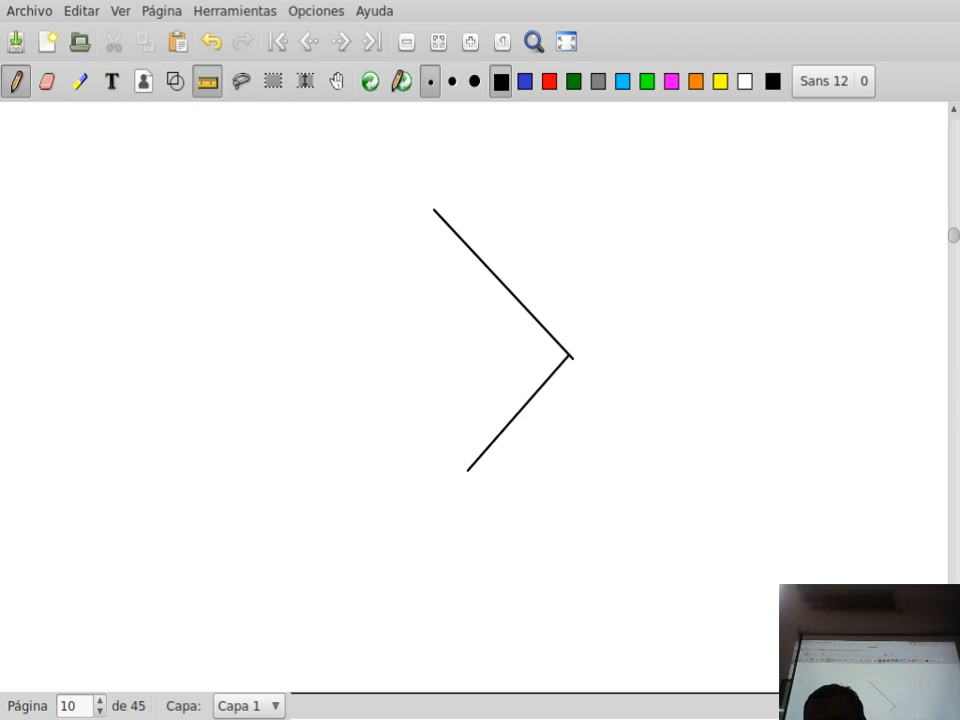 Archivo Editar Ver Página Herramientas Opciones Ayuda
T Sans 12 0
Página 10 de 45 Capa: Capa 1